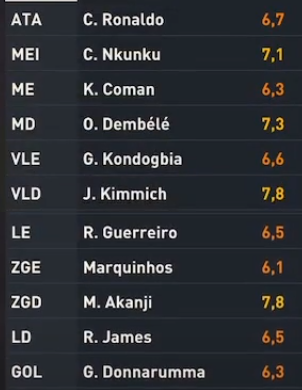 ATA C. Ronaldo 6,7
MEI C. Nkunku 7,1
ME K. Coman 6,3
MD O. Dembélé 7,3
VLE G. Kondogbia 6,6
VLD J. Kimmich 7,8
LE R. Guerreiro 6,5
ZGE Marquinhos 6,1
ZGD M. Akanji 7,8
LD R. James 6,5
GOL G. Donnarumma 6,3